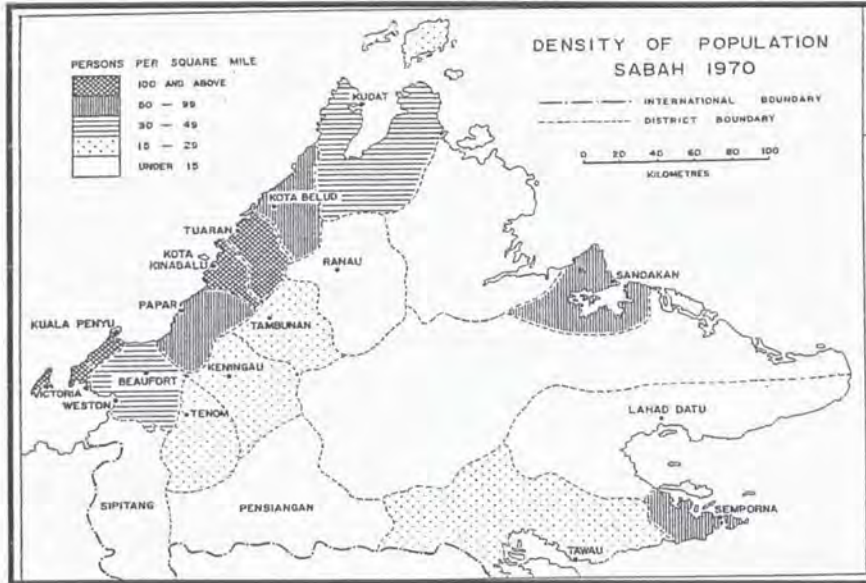 DENSITY OF POPULATION
SABAH 1970
PERSONS PER SQUARE MILE
100 AND ABOVE
50 — 99
30 — 49
15 — 29
UNDER 15
INTERNATIONAL BOUNDARY
DISTRICT BOUNDARY
0 20 40 60 80 100
KILOMETRES
KUDAT
KOTA BELUD
TUARAN
KOTA
KINABALU
RANAU
SANDAKAN
PAPAR
TAMBUNAN
KUALA PENYU
KENINGAU
BEAUFORT
VICTORIA
WESTON
TENOM
LAHAD DATU
SIPITANG
PENSIANGAN
SEMPORNA
TAWAU